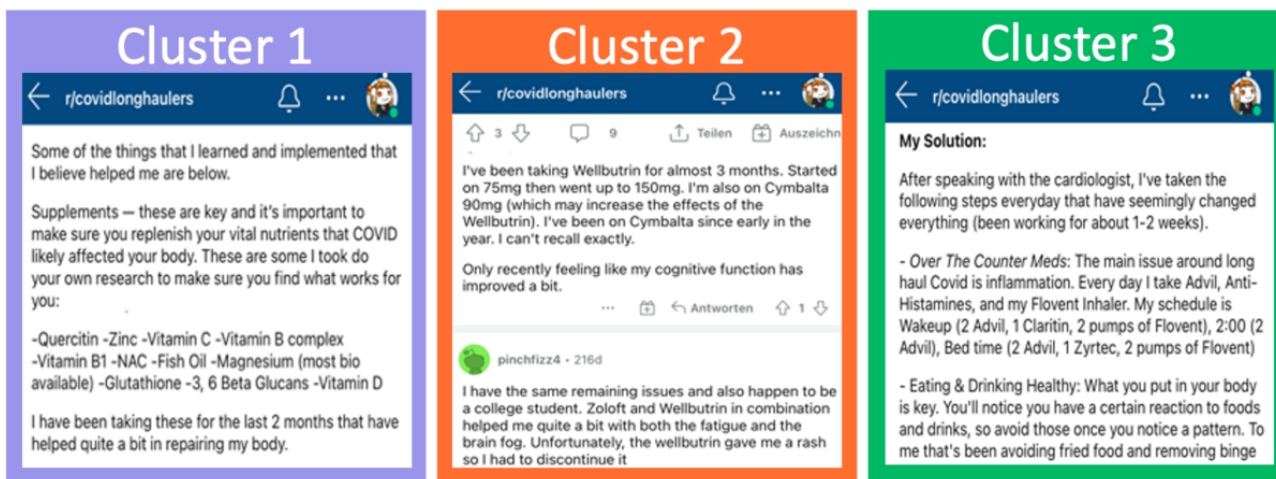 Cluster 1
r/covidlonghaulers
Some of the things that I learned and implemented that
I believe helped me are below.
Supplements — these are key and it's important to
make sure you replenish your vital nutrients that COVID
likely affected your body. These are some I took do
your own research to make sure you find what works for
you:
-Quercitin -Zinc -Vitamin C -Vitamin B complex
-Vitamin B1 -NAC -Fish Oil -Magnesium (most bio
available) -Glutathione -3, 6 Beta Glucans -Vitamin D
I have been taking these for the last 2 months that have
helped quite a bit in repairing my body.
Cluster 2
r/covidlonghaulers
3 9 Teilen Auszeichn
I've been taking Wellbutrin for almost 3 months. Started
on 75mg then went up to 150mg. I'm also on Cymbalta
90mg (which may increase the effects of the
Wellbutrin). I've been on Cymbalta since early in the
year. I can't recall exactly.
Only recently feeling like my cognitive function has
improved a bit.
Antworten 1
pinchfizz4 • 216d
I have the same remaining issues and also happen to be
a college student. Zoloft and Wellbutrin in combination
helped me quite a bit with both the fatigue and the
brain fog. Unfortunately, the wellbutrin gave me a rash
so I had to discontinue it
Cluster 3
r/covidlonghaulers
My Solution:
After speaking with the cardiologist, I've taken the
following steps everyday that have seemingly changed
everything (been working for about 1-2 weeks).
- Over The Counter Meds: The main issue around long
haul Covid is inflammation. Every day I take Advil, Anti-
Histamines, and my Flovent Inhaler. My schedule is
Wakeup (2 Advil, 1 Claritin, 2 pumps of Flovent), 2:00 (2
Advil), Bed time (2 Advil, 1 Zyrtec, 2 pumps of Flovent)
- Eating & Drinking Healthy: What you put in your body
is key. You'll notice you have a certain reaction to foods
and drinks, so avoid those once you notice a pattern. To
me that's been avoiding fried food and removing binge